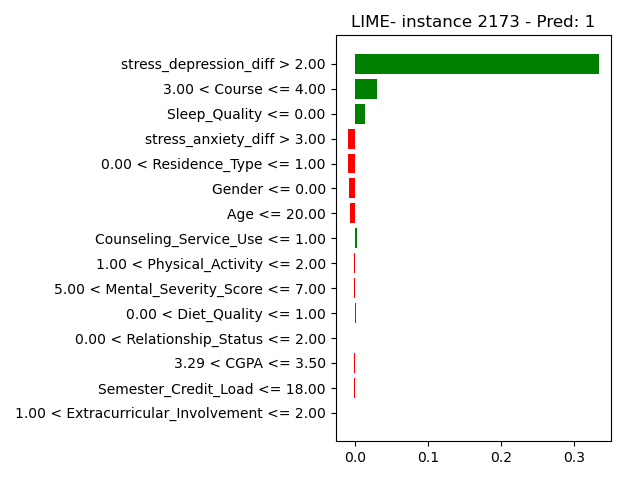 LIME- instance 2173 - Pred: 1
stress_depression_diff > 2.00
3.00 < Course <= 4.00
Sleep_Quality <= 0.00
stress_anxiety_diff > 3.00
0.00 < Residence_Type <= 1.00
Gender <= 0.00
Age <= 20.00
Counseling_Service_Use <= 1.00
1.00 < Physical_Activity <= 2.00
5.00 < Mental_Severity_Score <= 7.00
0.00 < Diet_Quality <= 1.00
0.00 < Relationship_Status <= 2.00
3.29 < CGPA <= 3.50
Semester_Credit_Load <= 18.00
1.00 < Extracurricular_Involvement <= 2.00
0.0 0.1 0.2 0.3